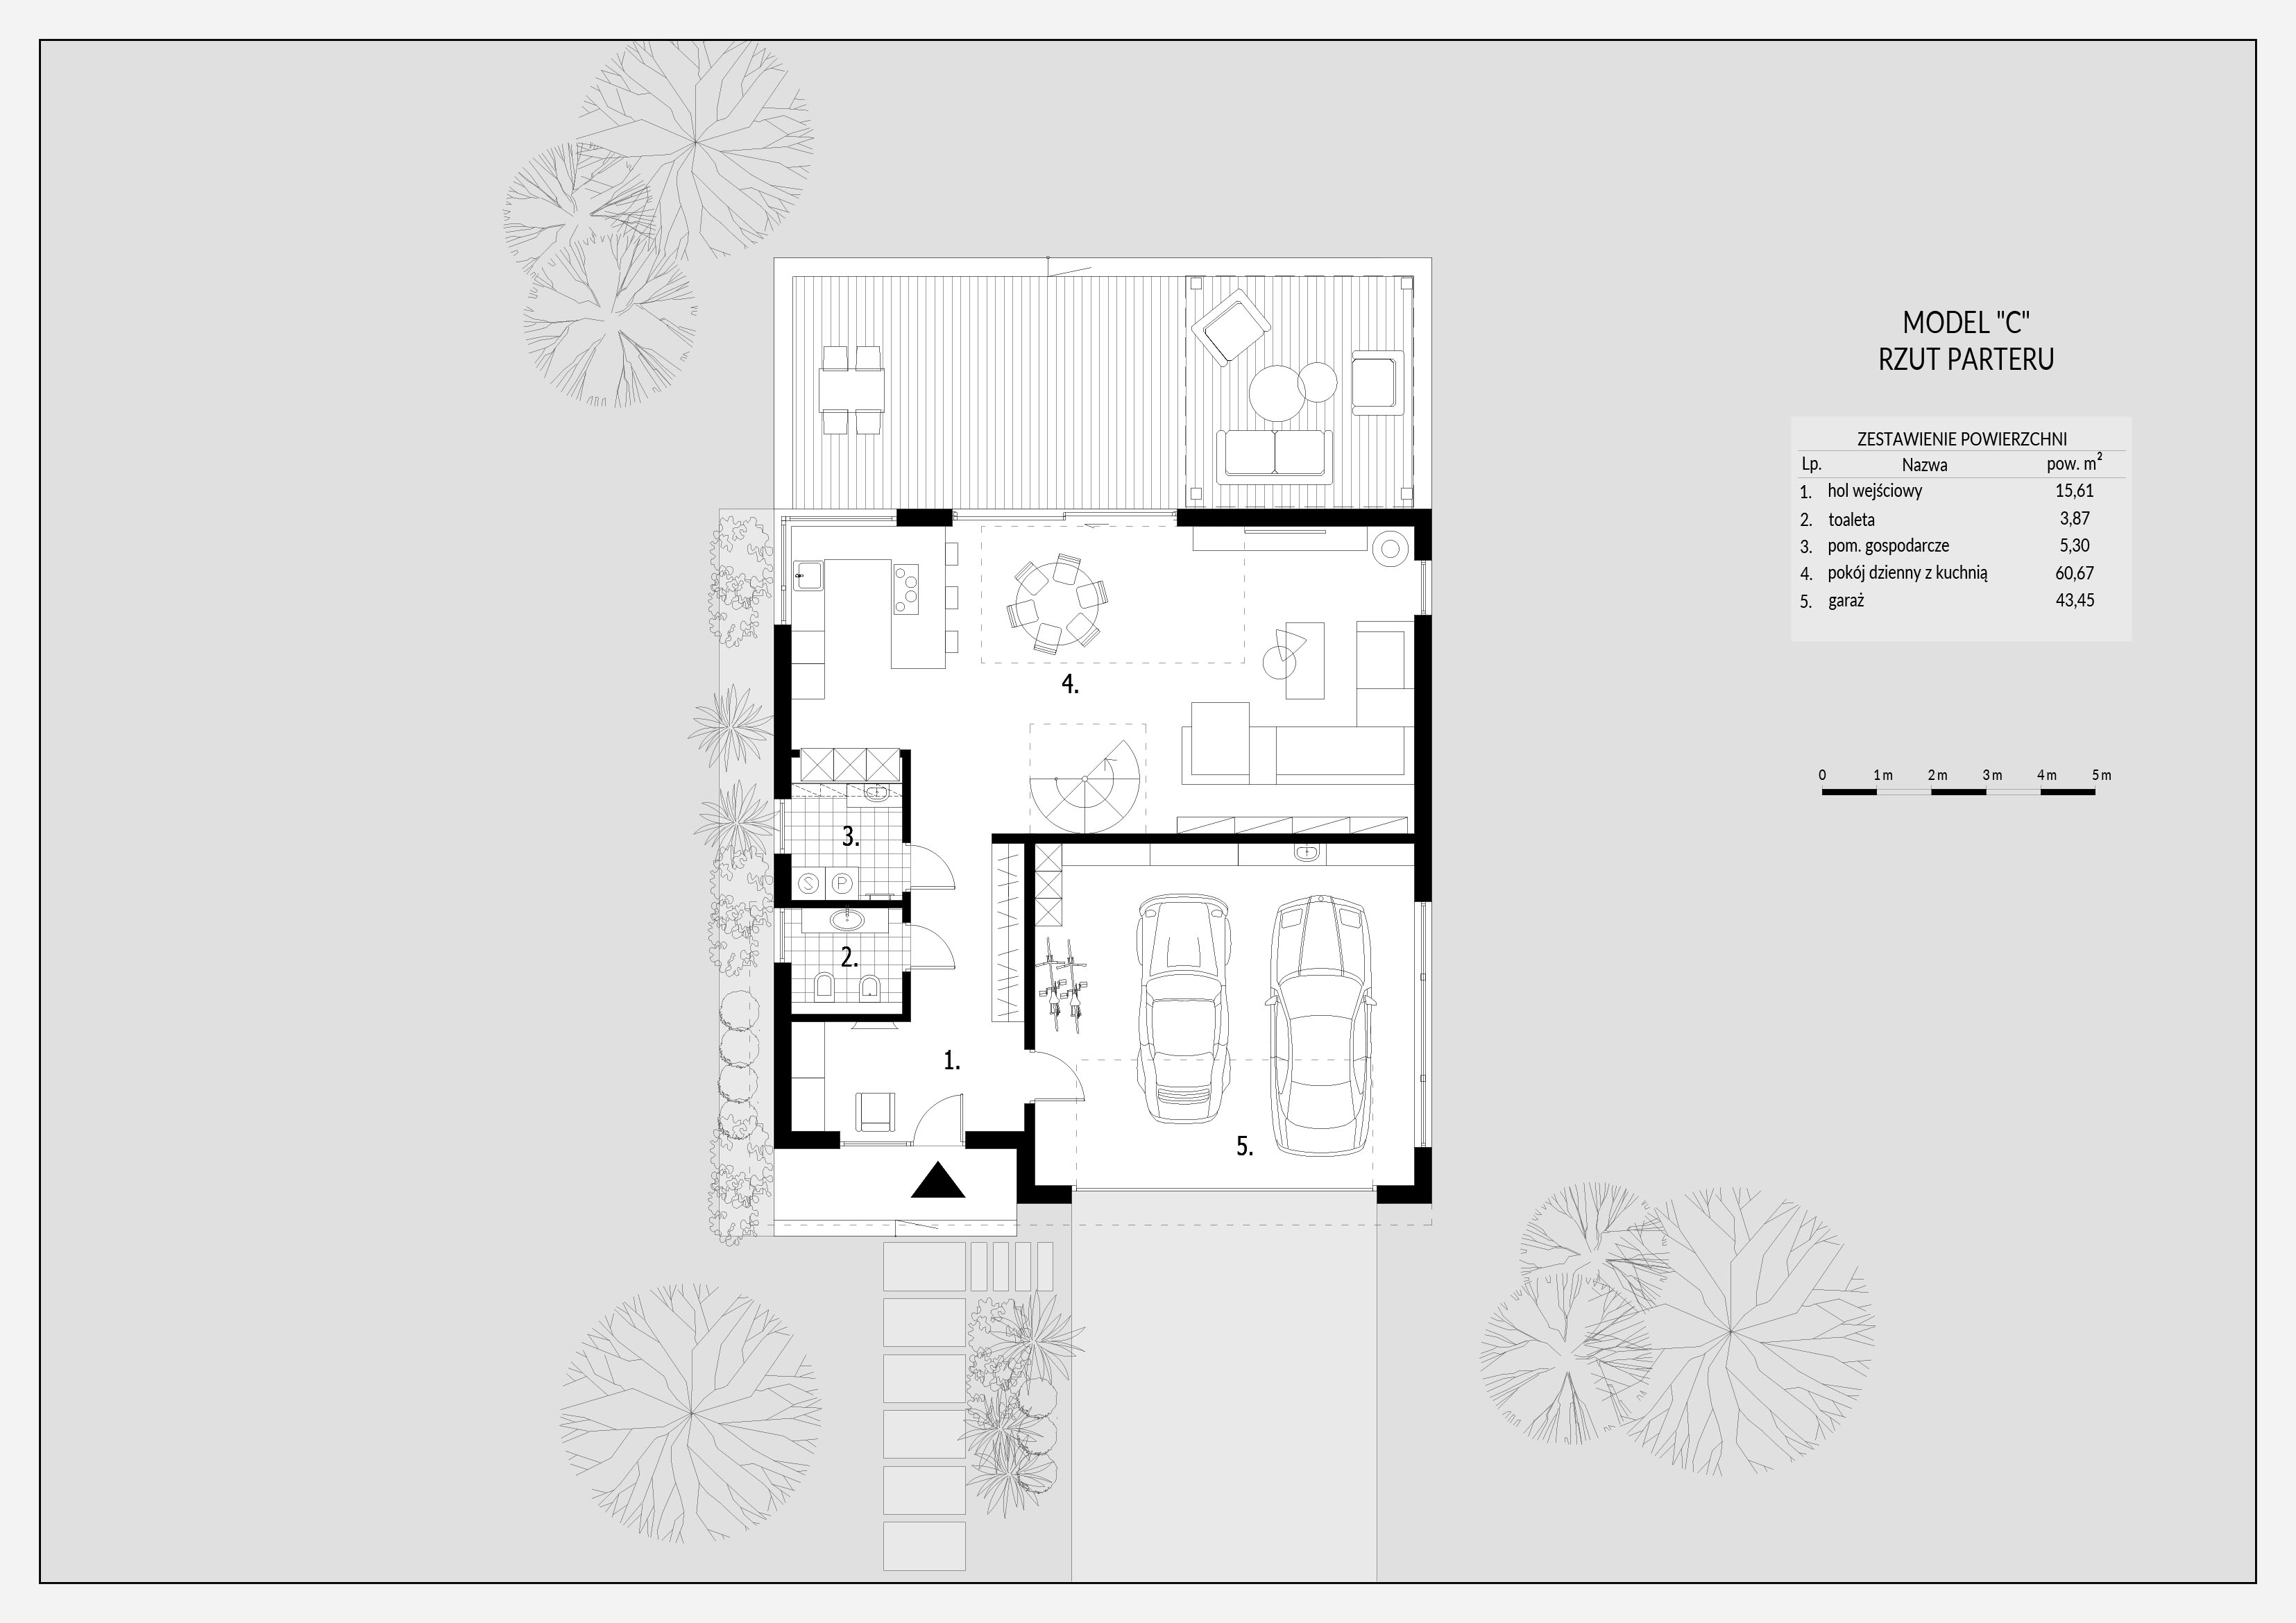 MODEL "C"
RZUT PARTERU
ZESTAWIENIE POWIERZCHNI
Lp. Nazwa pow. m²
1. hol wejściowy 15,61
2. toaleta 3,87
3. pom. gospodarcze 5,30
4. pokój dzienny z kuchnią 60,67
5. garaż 43,45
0 1 m 2 m 3 m 4 m 5 m
4.
3.
S P
2.
1.
5.